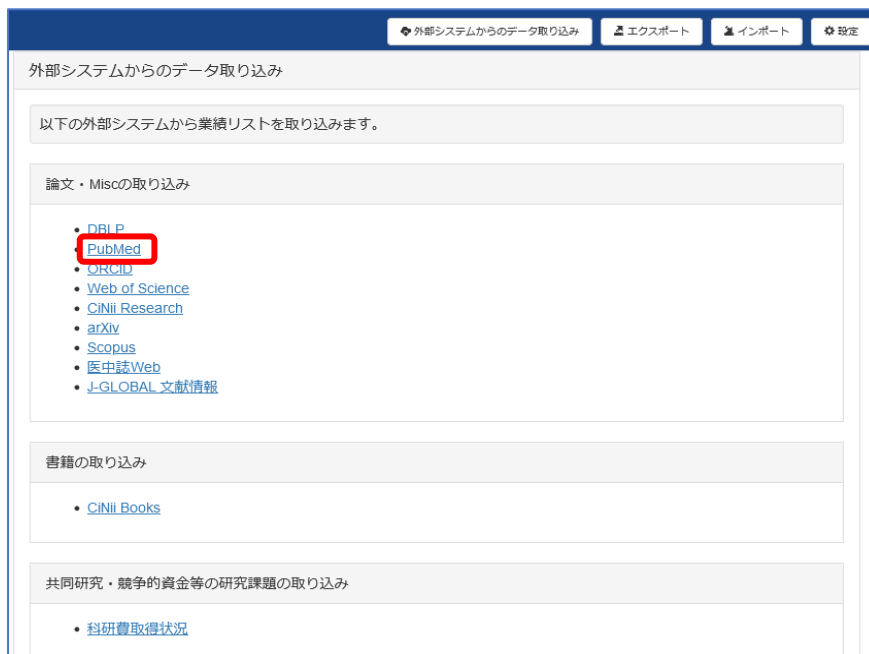 外部システムからのデータ取り込み エクスポート インポート 設定
外部システムからのデータ取り込み
以下の外部システムから業績リストを取り込みます。
論文・Miscの取り込み
DBLP
PubMed
ORCID
Web of Science
CiNii Research
arXiv
Scopus
医中誌Web
J-GLOBAL 文献情報
書籍の取り込み
CiNii Books
共同研究・競争的資金等の研究課題の取り込み
科研費取得状況